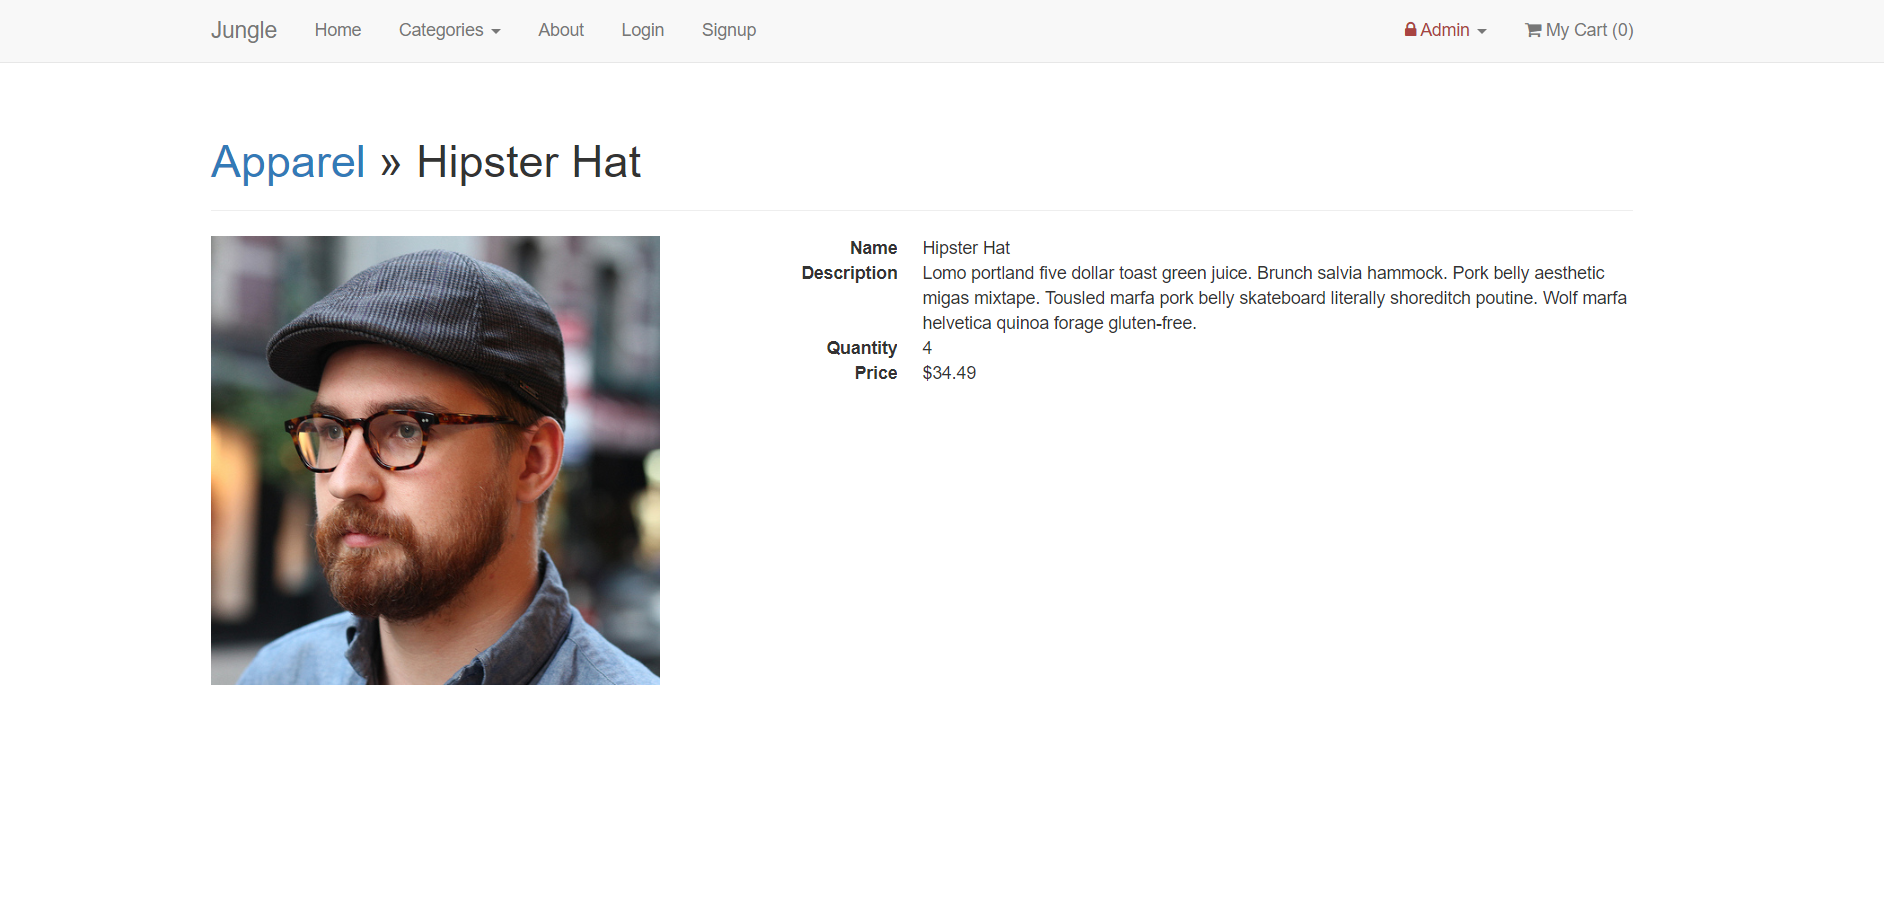 Jungle Home Categories About Login Signup Admin My Cart (0)
Apparel » Hipster Hat
Name Hipster Hat
Description Lomo portland five dollar toast green juice. Brunch salvia hammock. Pork belly aesthetic
migas mixtape. Tousled marfa pork belly skateboard literally shoreditch poutine. Wolf marfa
helvetica quinoa forage gluten-free.
Quantity 4
Price $34.49